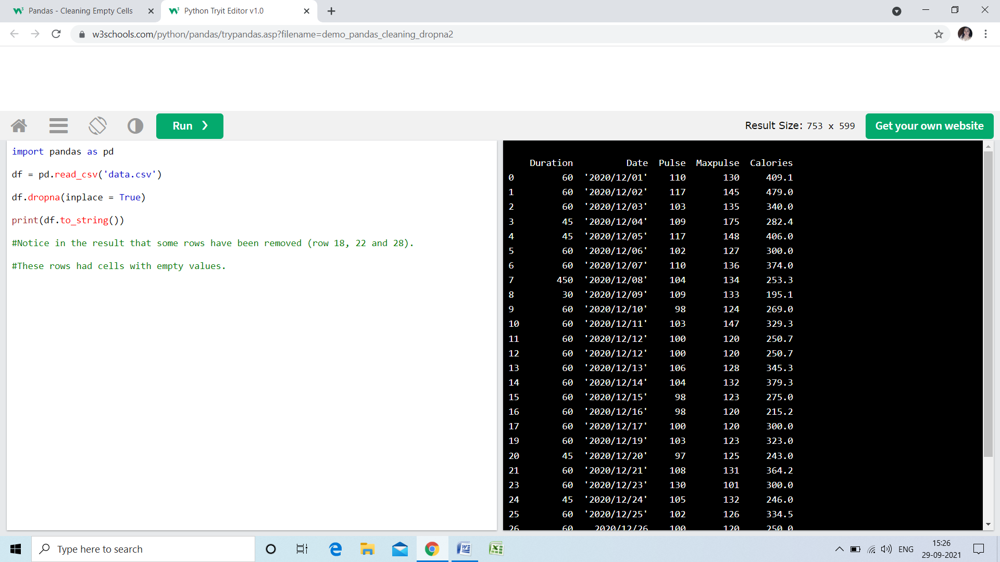 Pandas - Cleaning Empty Cells
Python Tryit Editor v1.0
w3schools.com/python/pandas/trypandas.asp?filename=demo_pandas_cleaning_dropna2
Run ❯
Result Size: 753 x 599
Get your own website
import pandas as pd
df = pd.read_csv('data.csv')
df.dropna(inplace = True)
print(df.to_string())
#Notice in the result that some rows have been removed (row 18, 22 and 28).
#These rows had cells with empty values.
Duration Date Pulse Maxpulse Calories
0 60 '2020/12/01' 110 130 409.1
1 60 '2020/12/02' 117 145 479.0
2 60 '2020/12/03' 103 135 340.0
3 45 '2020/12/04' 109 175 282.4
4 45 '2020/12/05' 117 148 406.0
5 60 '2020/12/06' 102 127 300.0
6 60 '2020/12/07' 110 136 374.0
7 450 '2020/12/08' 104 134 253.3
8 30 '2020/12/09' 109 133 195.1
9 60 '2020/12/10' 98 124 269.0
10 60 '2020/12/11' 103 147 329.3
11 60 '2020/12/12' 100 120 250.7
12 60 '2020/12/12' 100 120 250.7
13 60 '2020/12/13' 106 128 345.3
14 60 '2020/12/14' 104 132 379.3
15 60 '2020/12/15' 98 123 275.0
16 60 '2020/12/16' 98 120 215.2
17 60 '2020/12/17' 100 120 300.0
19 60 '2020/12/19' 103 123 323.0
20 45 '2020/12/20' 97 125 243.0
21 60 '2020/12/21' 108 131 364.2
23 60 '2020/12/23' 130 101 300.0
24 45 '2020/12/24' 105 132 246.0
25 60 '2020/12/25' 102 126 334.5
26 60 2020/12/26 100 120 250.0
Type here to search
ENG
15:26
29-09-2021